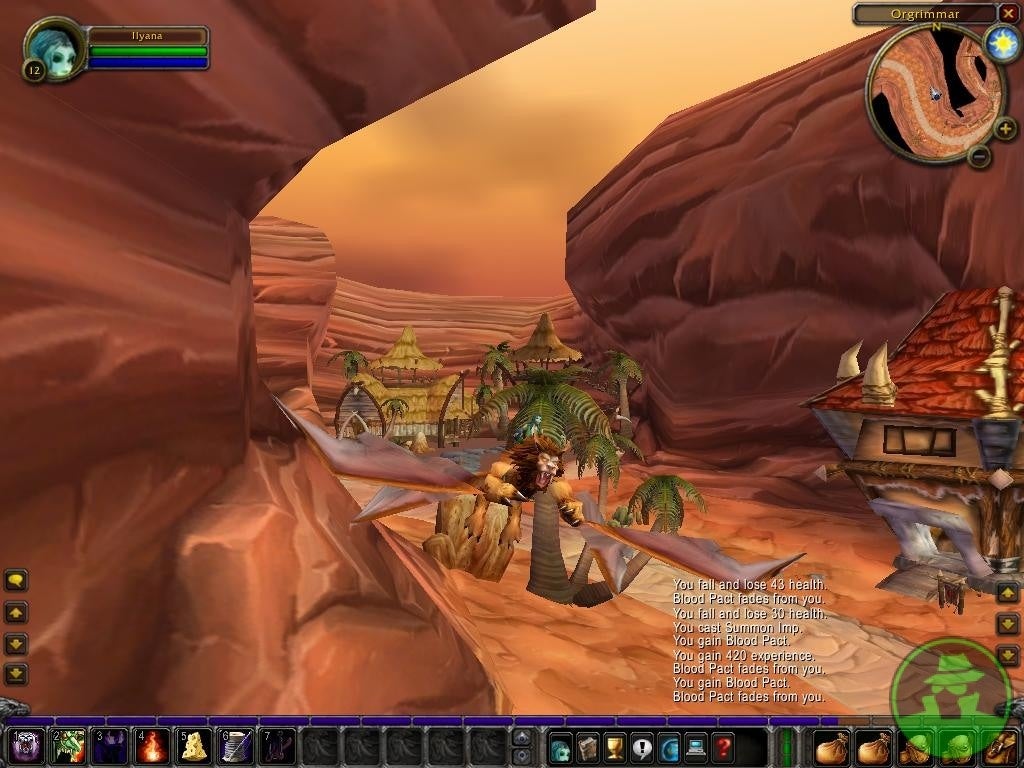 Ilyana
12
Orgrimmar
N
You fall and lose 43 health.
Blood Pact fades from you.
You fall and lose 30 health.
You cast Summon Imp.
You gain Blood Pact.
You gain 420 experience.
Blood Pact fades from you.
You gain Blood Pact.
Blood Pact fades from you.
1 2 3 4 5 6 7